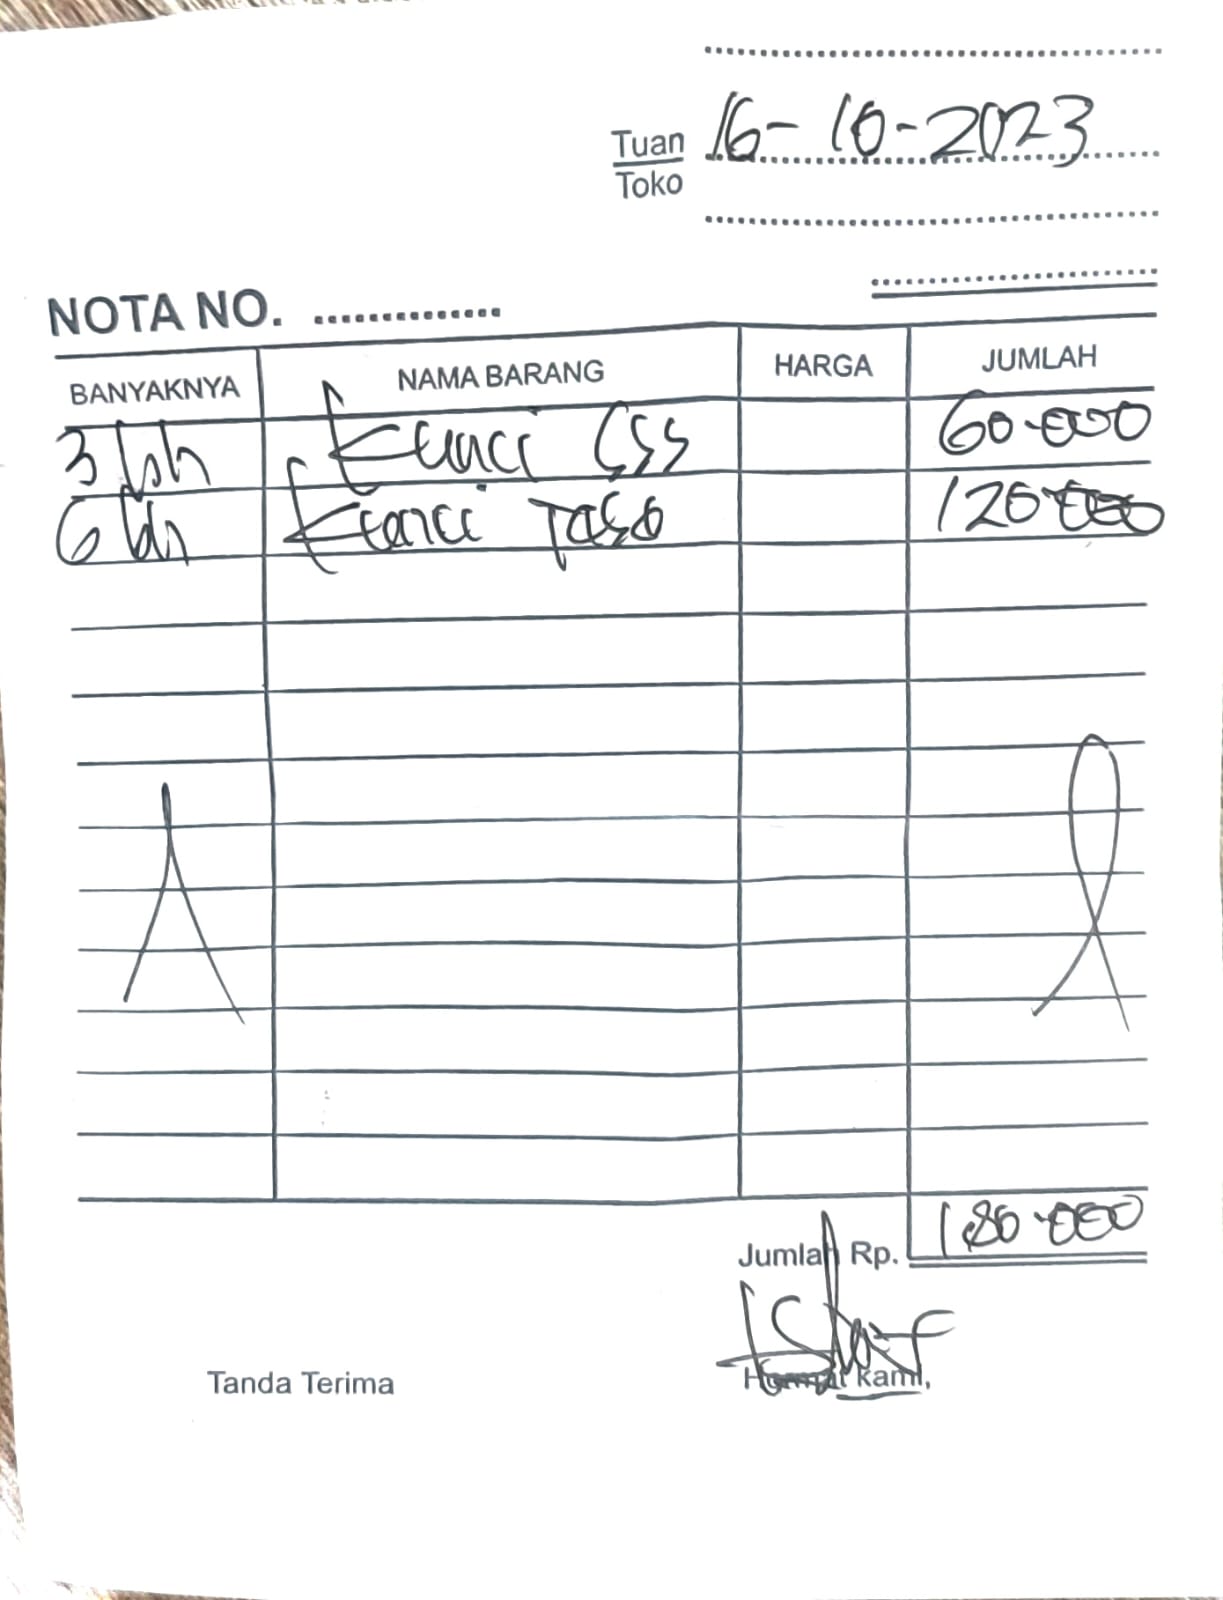 16-10-2023
Tuan
Toko
NOTA NO. ..............
BANYAKNYA NAMA BARANG HARGA JUMLAH
3 bh Kunci CSS 60.000
6 bh Kunci 120.000
Jumlah Rp. 180.000
Tanda Terima Hormat kami,